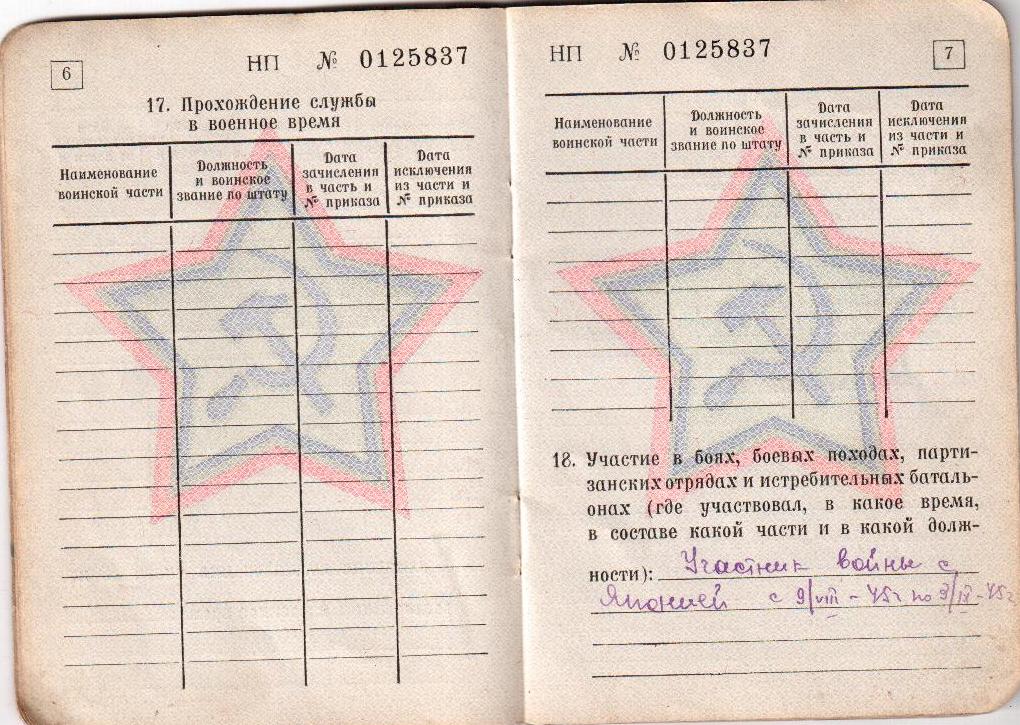 6
НП № 0125837
17. Прохождение службы
в военное время
Наименование
воинской части
Должность
и воинское
звание по штату
Дата
зачисления
в часть и
№ приказа
Дата
исключения
из части и
№ приказа
НП № 0125837
7
Наименование
воинской части
Должность
и воинское
звание по штату
Дата
зачисления
в часть и
№ приказа
Дата
исключения
из части и
№ приказа
18. Участие в боях, боевых походах, парти-
занских отрядах и истребительных баталь-
онах (где участвовал, в какое время,
в составе какой части и в какой долж-
ности): Участник войны с
Японией с 9/VIII - 45г по 3/IX - 45г